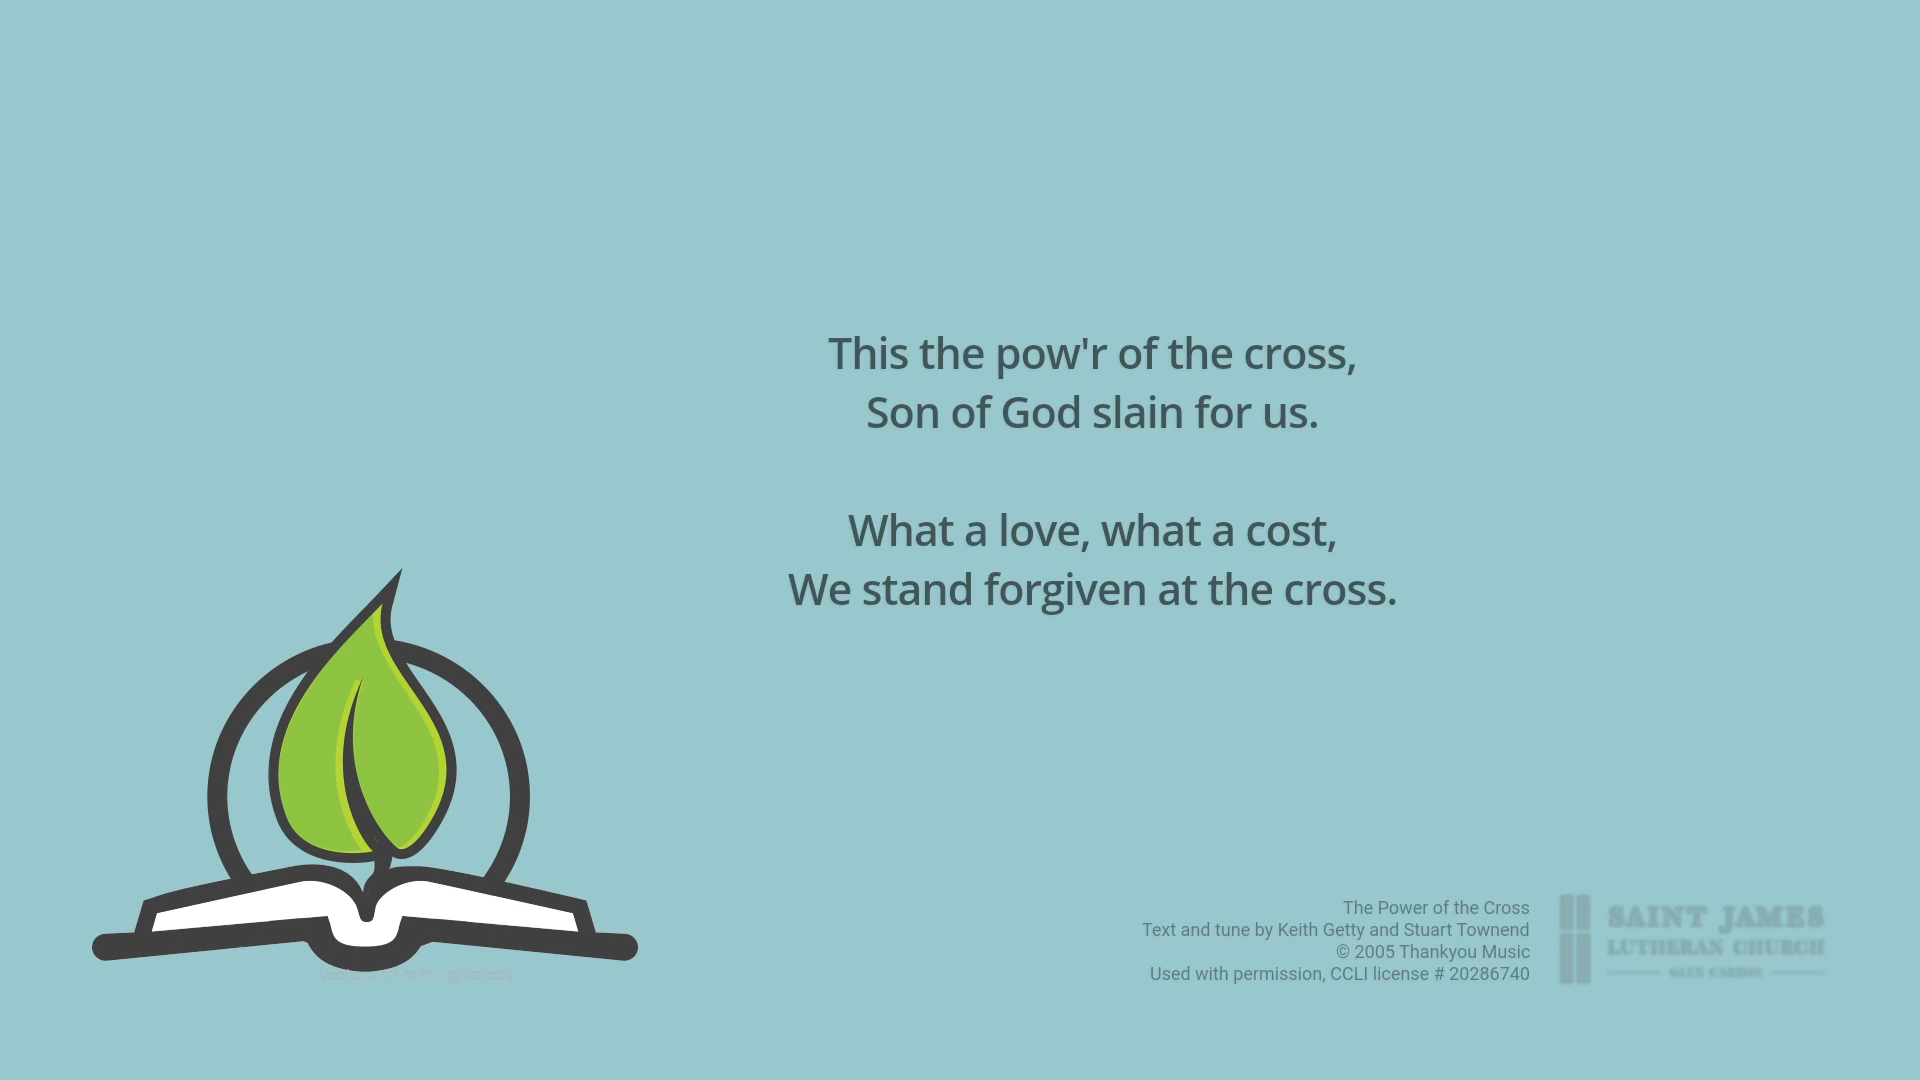 This the pow'r of the cross,
Son of God slain for us.
What a love, what a cost,
We stand forgiven at the cross.
The Power of the Cross
Text and tune by Keith Getty and Stuart Townend
© 2005 Thankyou Music
Used with permission, CCLI license # 20286740
SAINT JAMES
LUTHERAN CHURCH